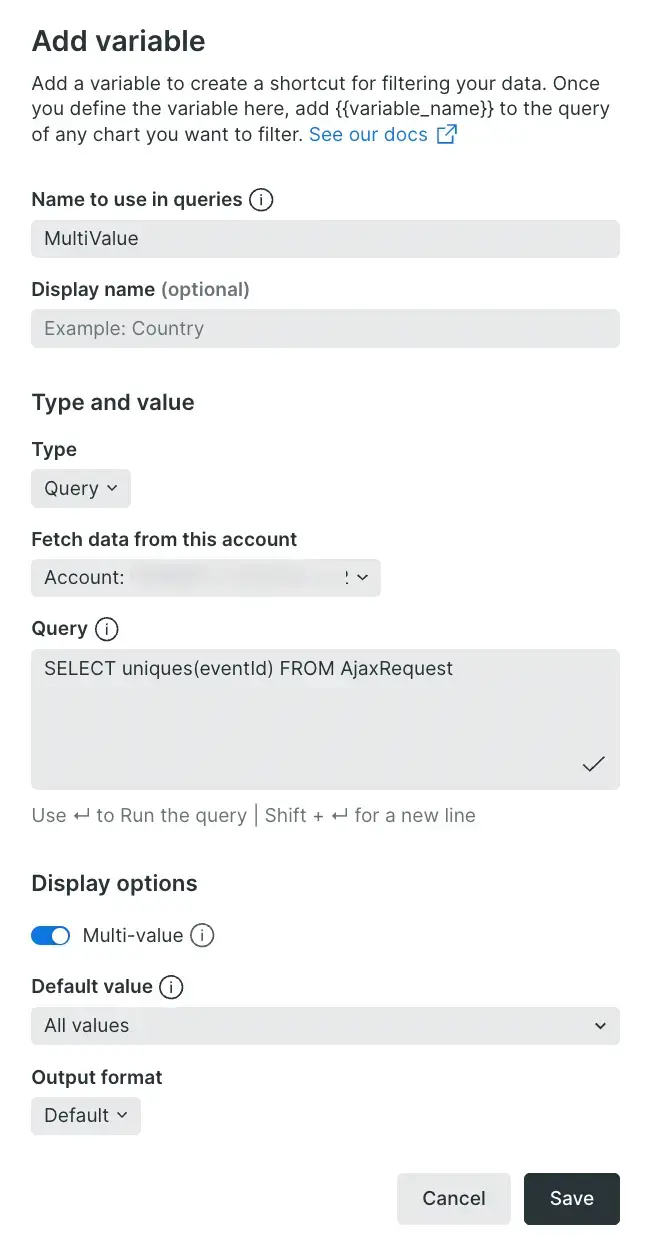 Add variable
Add a variable to create a shortcut for filtering your data. Once
you define the variable here, add {{variable_name}} to the query
of any chart you want to filter. See our docs
Name to use in queries
MultiValue
Display name (optional)
Example: Country
Type and value
Type
Query
Fetch data from this account
Account:
Query
SELECT uniques(eventId) FROM AjaxRequest
Use ↵ to Run the query | Shift + ↵ for a new line
Display options
Multi-value
Default value
All values
Output format
Default
Cancel Save